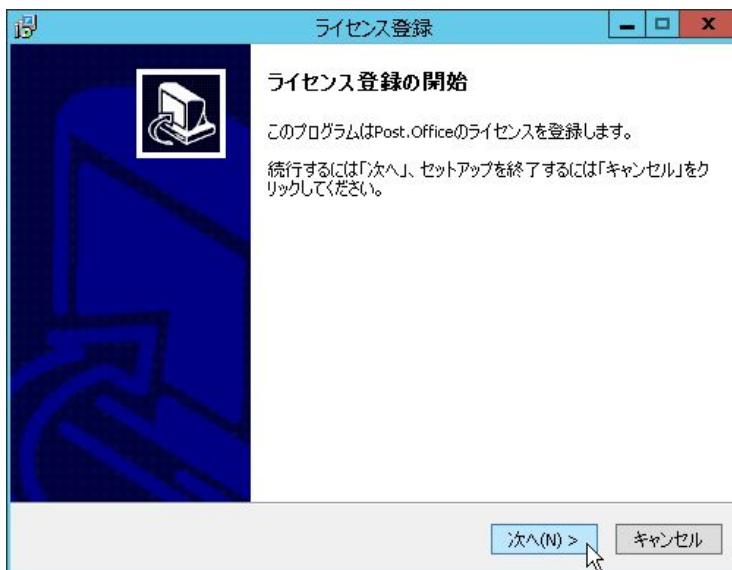 ライセンス登録
ライセンス登録の開始
このプログラムはPost.Officeのライセンスを登録します。
続行するには「次へ」、セットアップを終了するには「キャンセル」をク
リックしてください。
次へ(N) >
キャンセル